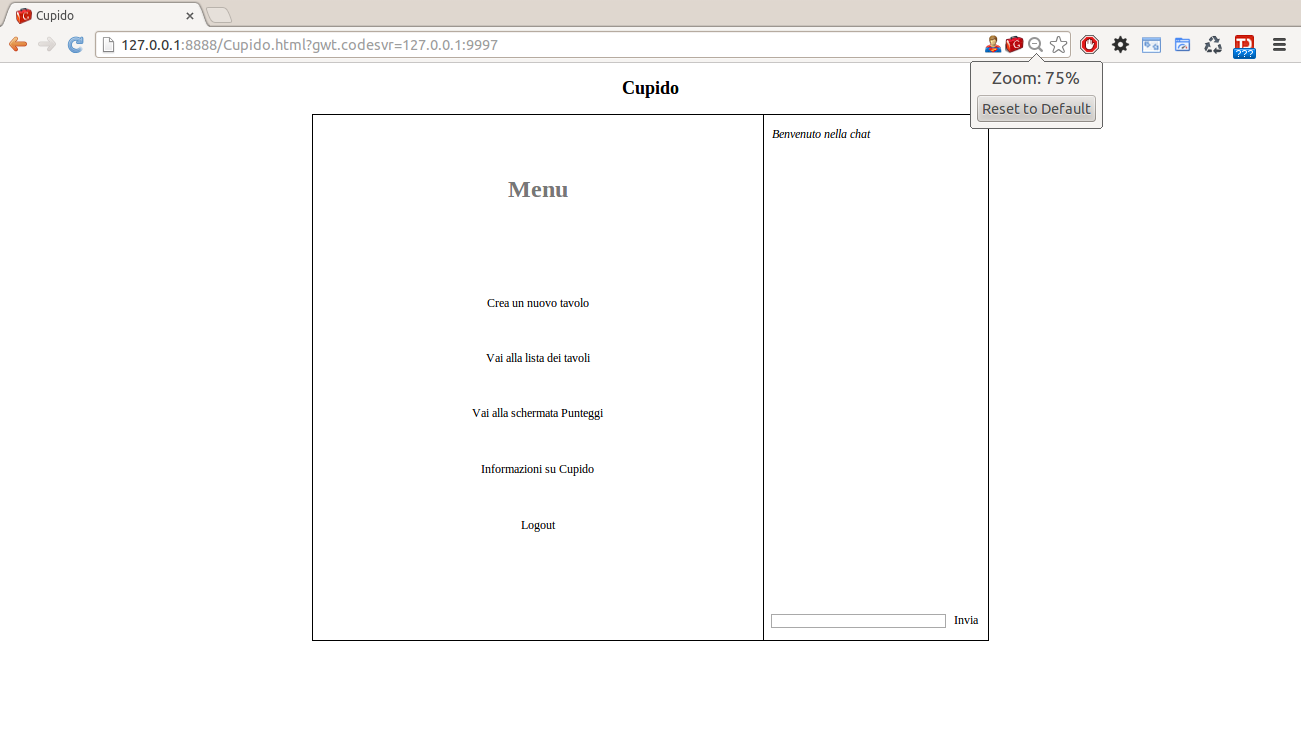 Cupido
127.0.0.1:8888/Cupido.html?gwt.codesvr=127.0.0.1:9997
???
Zoom: 75%
Reset to Default
Cupido
Menu
Crea un nuovo tavolo
Vai alla lista dei tavoli
Vai alla schermata Punteggi
Informazioni su Cupido
Logout
Benvenuto nella chat
Invia